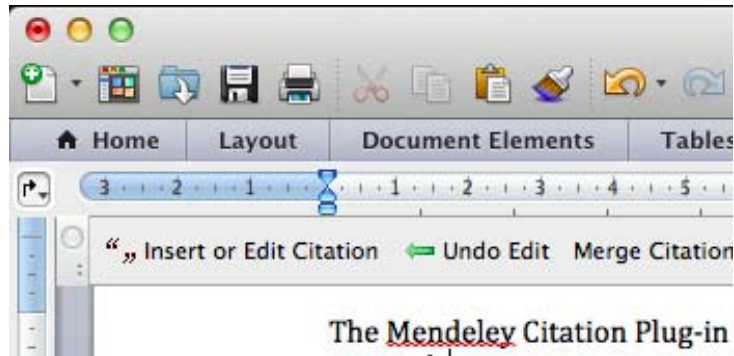 Home Layout Document Elements Tables
3 2 1 1 2 3 4 5
“ „ Insert or Edit Citation Undo Edit Merge Citation
The Mendeley Citation Plug-in